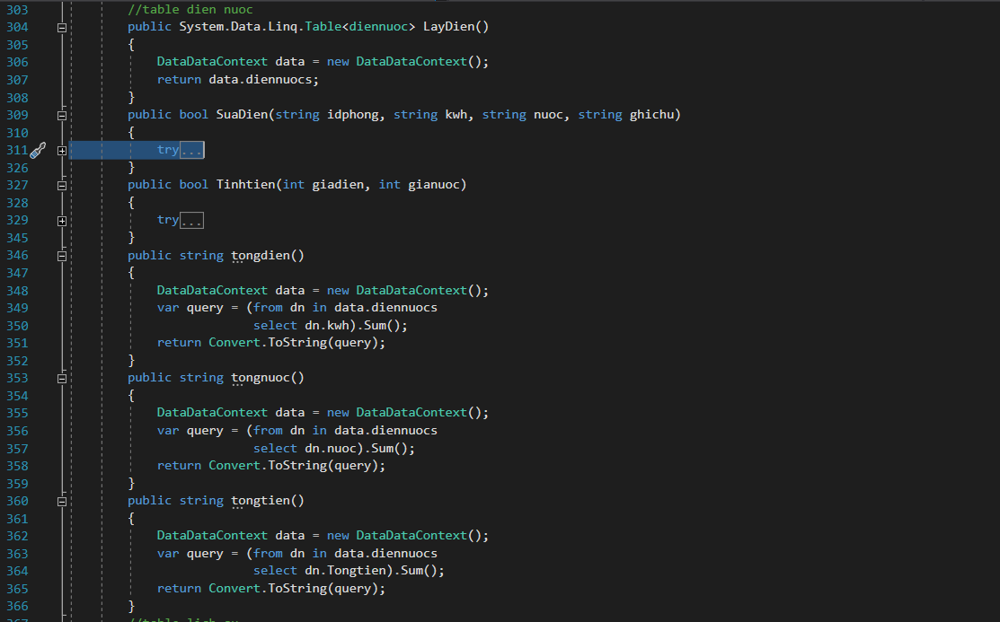 303 //table dien nuoc
304 public System.Data.Linq.Table<diennuoc> LayDien()
305 {
306 DataDataContext data = new DataDataContext();
307 return data.diennuocs;
308 }
309 public bool SuaDien(string idphong, string kwh, string nuoc, string ghichu)
310 {
311 try...
326 }
327 public bool Tinhtien(int giadien, int gianuoc)
328 {
329 try...
345 }
346 public string tongdien()
347 {
348 DataDataContext data = new DataDataContext();
349 var query = (from dn in data.diennuocs
350 select dn.kwh).Sum();
351 return Convert.ToString(query);
352 }
353 public string tongnuoc()
354 {
355 DataDataContext data = new DataDataContext();
356 var query = (from dn in data.diennuocs
357 select dn.nuoc).Sum();
358 return Convert.ToString(query);
359 }
360 public string tongtien()
361 {
362 DataDataContext data = new DataDataContext();
363 var query = (from dn in data.diennuocs
364 select dn.Tongtien).Sum();
365 return Convert.ToString(query);
366 }